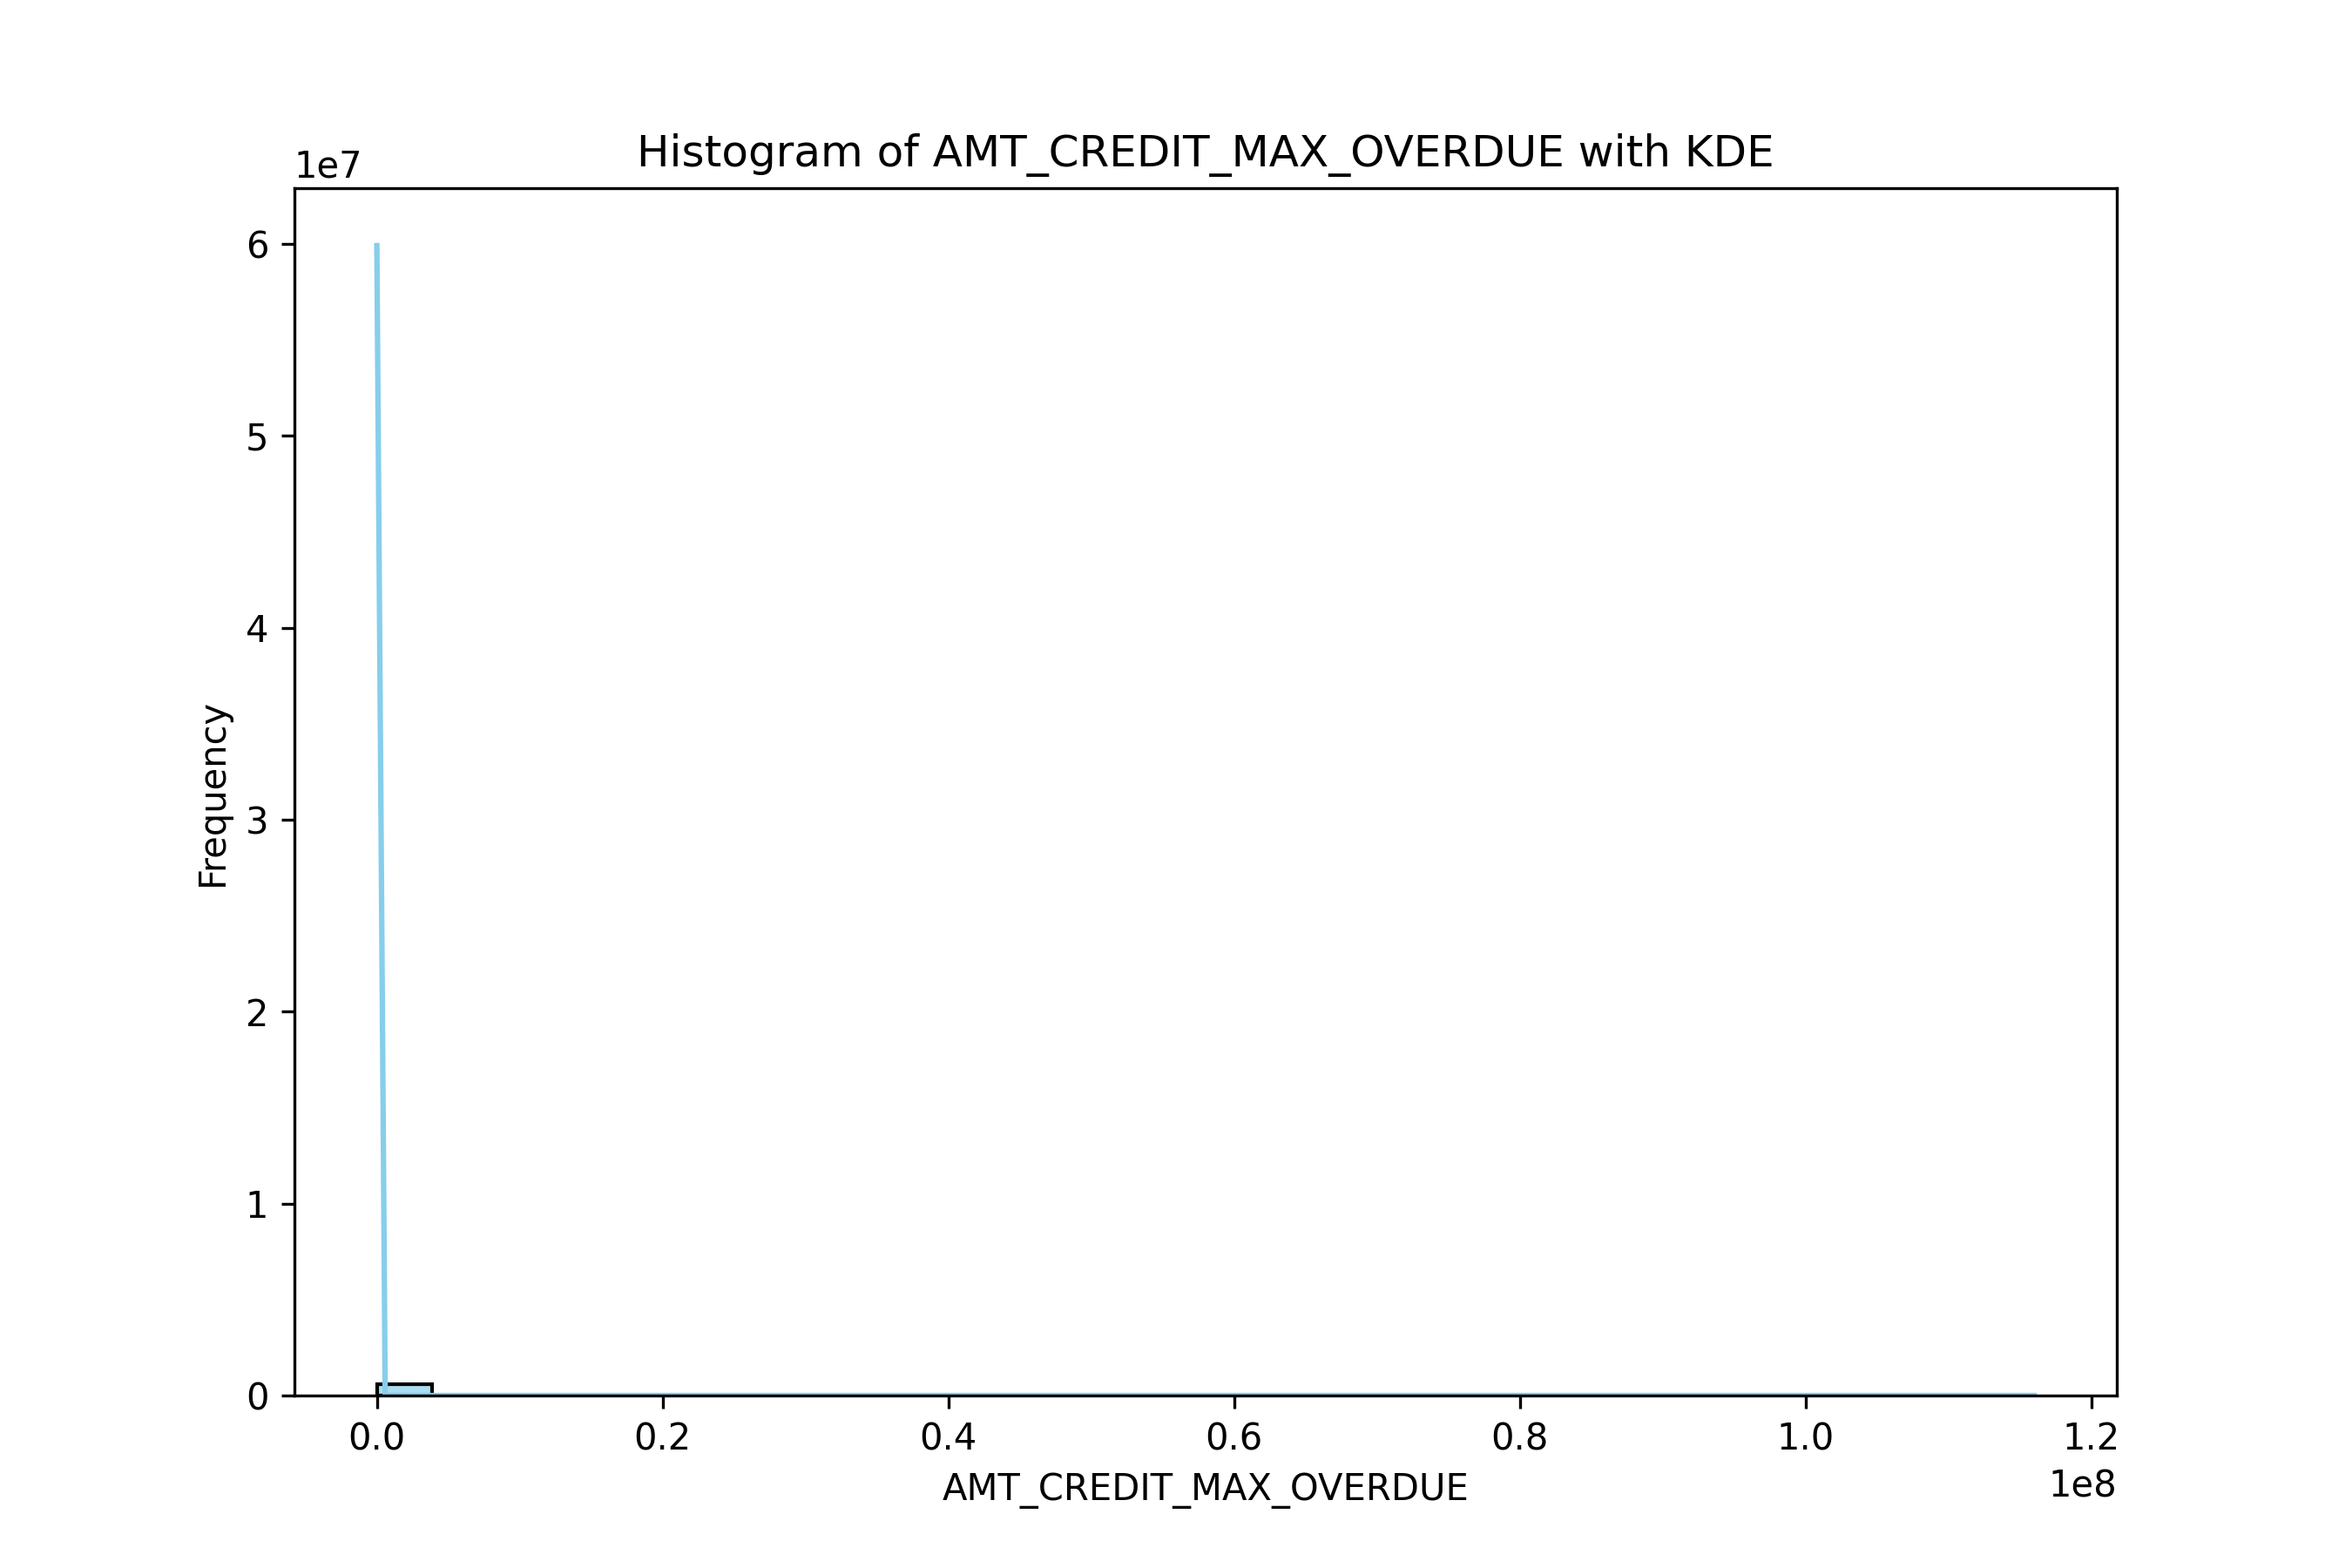 Histogram of AMT_CREDIT_MAX_OVERDUE with KDE
1e7
6
5
4
3
2
1
0
Frequency
0.0 0.2 0.4 0.6 0.8 1.0 1.2
1e8
AMT_CREDIT_MAX_OVERDUE